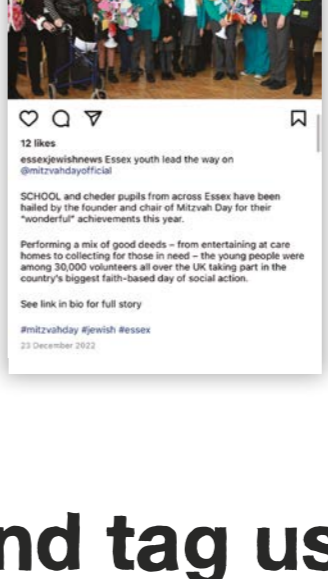 12 likes
essexjewishnews Essex youth lead the way on
@mitzvahdayofficial
SCHOOL and cheder pupils from across Essex have been
hailed by the founder and chair of Mitzvah Day for their
"wonderful" achievements this year.
Performing a mix of good deeds – from entertaining at care
homes to collecting for those in need – the young people were
among 30,000 volunteers all over the UK taking part in the
country's biggest faith-based day of social action.
See link in bio for full story
#mitzvahday #jewish #essex
23 December 2022
nd tag us